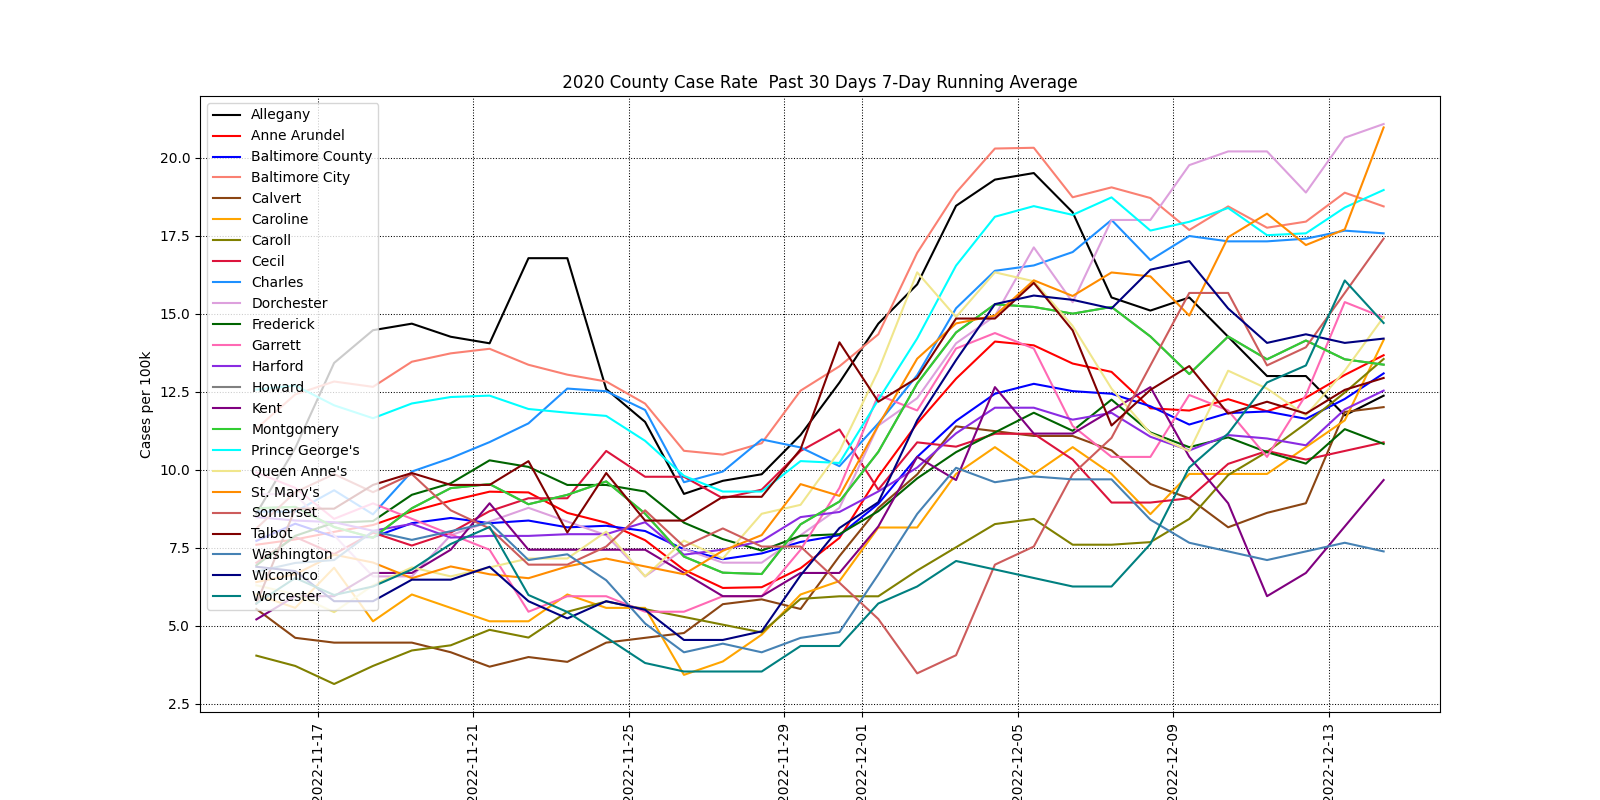 2020 County Case Rate  Past 30 Days 7-Day Running Average
Cases per 100k
20.0
17.5
15.0
12.5
10.0
7.5
5.0
2.5
Allegany
Anne Arundel
Baltimore County
Baltimore City
Calvert
Caroline
Caroll
Cecil
Charles
Dorchester
Frederick
Garrett
Harford
Howard
Kent
Montgomery
Prince George's
Queen Anne's
St. Mary's
Somerset
Talbot
Washington
Wicomico
Worcester
2022-11-17
2022-11-21
2022-11-25
2022-11-29
2022-12-01
2022-12-05
2022-12-09
2022-12-13